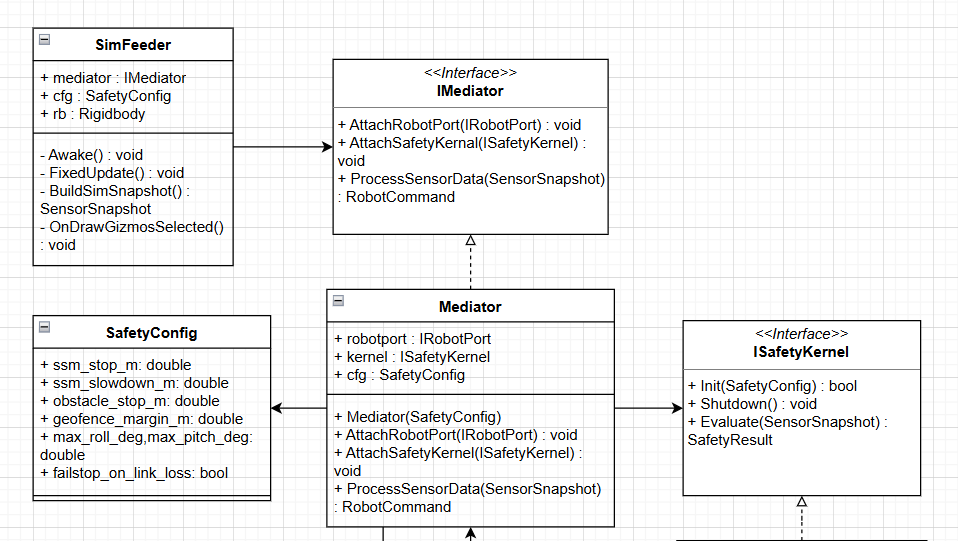 SimFeeder
+ mediator : IMediator
+ cfg : SafetyConfig
+ rb : Rigidbody
- Awake() : void
- FixedUpdate() : void
- BuildSimSnapshot() :
SensorSnapshot
- OnDrawGizmosSelected()
: void
<<Interface>>
IMediator
+ AttachRobotPort(IRobotPort) : void
+ AttachSafetyKernal(ISafetyKernel) :
void
+ ProcessSensorData(SensorSnapshot)
: RobotCommand
SafetyConfig
+ ssm_stop_m: double
+ ssm_slowdown_m: double
+ obstacle_stop_m: double
+ geofence_margin_m: double
+ max_roll_deg,max_pitch_deg:
double
+ failstop_on_link_loss: bool
Mediator
+ robotport : IRobotPort
+ kernel : ISafetyKernel
+ cfg : SafetyConfig
+ Mediator(SafetyConfig)
+ AttachRobotPort(IRobotPort) : void
+ AttachSafetyKernel(ISafetyKernel) :
void
+ ProcessSensorData(SensorSnapshot)
: RobotCommand
<<Interface>>
ISafetyKernel
+ Init(SafetyConfig) : bool
+ Shutdown() : void
+ Evaluate(SensorSnapshot) :
SafetyResult